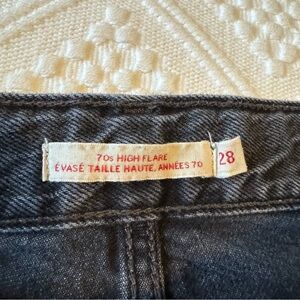 70s HIGH FLARE
ÉVASÉ TAILLE HAUTE, ANNÉES 70
28